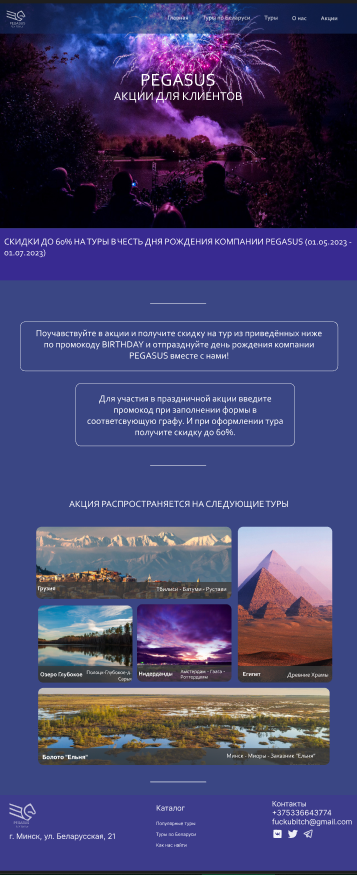 PEGASUS
Главная Туры по Беларуси Туры О нас Акции
PEGASUS
АКЦИИ ДЛЯ КЛИЕНТОВ
СКИДКИ ДО 60% НА ТУРЫ В ЧЕСТЬ ДНЯ РОЖДЕНИЯ КОМПАНИИ PEGASUS (01.05.2023 -
01.07.2023)
Поучавствуйте в акции и получите скидку на тур из приведённых ниже
по промокоду BIRTHDAY и отпразднуйте день рождения компании
PEGASUS вместе с нами!
Для участия в праздничной акции введите
промокод при заполнении формы в
соответсвующую графу. И при оформлении тура
получите скидку до 60%.
АКЦИЯ РАСПРОСТРАНЯЕТСЯ НА СЛЕДУЮЩИЕ ТУРЫ
Грузия
Тбилиси - Батуми - Рустави
Озеро Глубокое
Полоцк-Глубокое-д.
Сорьи
Нидерланды
Амстердам - Гаага -
Роттердамы
Египет
Древние Храмы
Болото "Ельня"
Минск - Миоры - Заказник "Ельня"
PEGASUS
г. Минск, ул. Беларусская, 21
Каталог
Популярные туры
Туры по Беларуси
Как нас найти
Контакты
+375336643774
fuckubitch@gmail.com